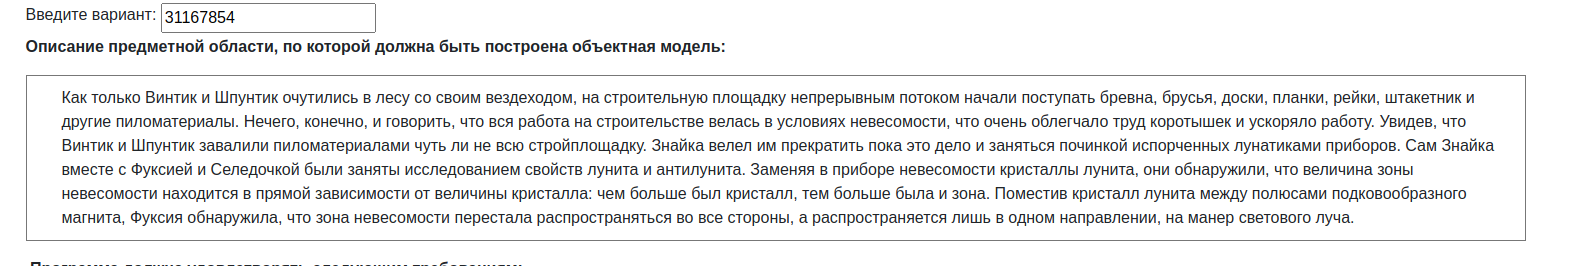 Введите вариант: 31167854
Описание предметной области, по которой должна быть построена объектная модель:
Как только Винтик и Шпунтик очутились в лесу со своим вездеходом, на строительную площадку непрерывным потоком начали поступать бревна, брусья, доски, планки, рейки, штакетник и
другие пиломатериалы. Нечего, конечно, и говорить, что вся работа на строительстве велась в условиях невесомости, что очень облегчало труд коротышек и ускоряло работу. Увидев, что
Винтик и Шпунтик завалили пиломатериалами чуть ли не всю стройплощадку. Знайка велел им прекратить пока это дело и заняться починкой испорченных лунатиками приборов. Сам Знайка
вместе с Фуксией и Селедочкой были заняты исследованием свойств лунита и антилунита. Заменяя в приборе невесомости кристаллы лунита, они обнаружили, что величина зоны
невесомости находится в прямой зависимости от величины кристалла: чем больше был кристалл, тем больше была и зона. Поместив кристалл лунита между полюсами подковообразного
магнита, Фуксия обнаружила, что зона невесомости перестала распространяться во все стороны, а распространяется лишь в одном направлении, на манер светового луча.